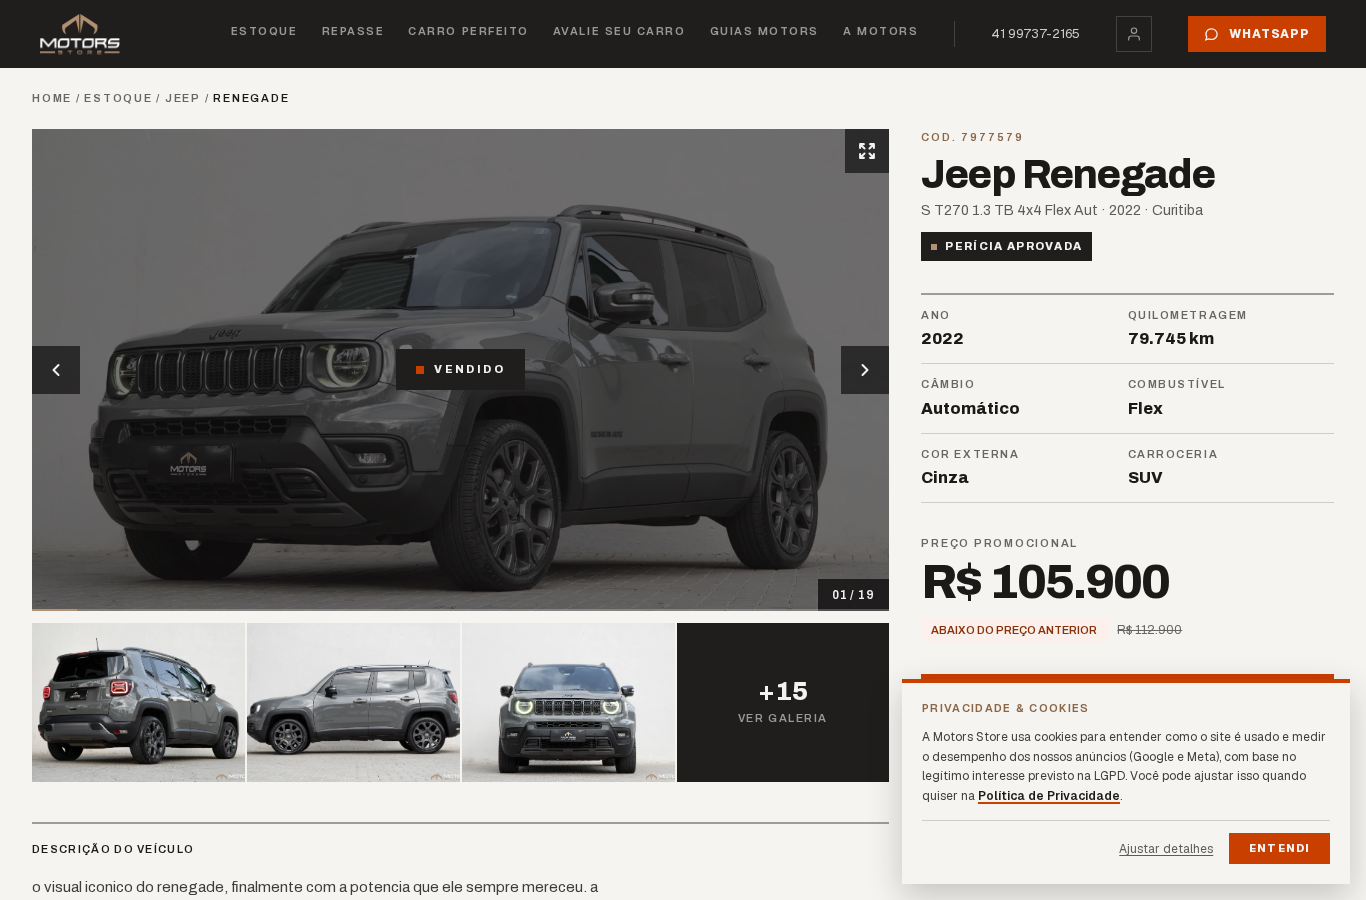 MOTORS
STORE
ESTOQUE
REPASSE
CARRO PERFEITO
AVALIE SEU CARRO
GUIAS MOTORS
A MOTORS
41 99737-2165
WHATSAPP
HOME / ESTOQUE / JEEP / RENEGADE
VENDIDO
Jeep
MOTORS
01 / 19
+15
VER GALERIA
DESCRIÇÃO DO VEÍCULO
o visual iconico do renegade, finalmente com a potencia que ele sempre mereceu. a
COD. 7977579
Jeep Renegade
S T270 1.3 TB 4x4 Flex Aut · 2022 · Curitiba
PERÍCIA APROVADA
ANO
2022
QUILOMETRAGEM
79.745 km
CÂMBIO
Automático
COMBUSTÍVEL
Flex
COR EXTERNA
Cinza
CARROCERIA
SUV
PREÇO PROMOCIONAL
R$ 105.900
ABAIXO DO PREÇO ANTERIOR
R$ 112.900
PRIVACIDADE & COOKIES
A Motors Store usa cookies para entender como o site é usado e medir
o desempenho dos nossos anúncios (Google e Meta), com base no
legítimo interesse previsto na LGPD. Você pode ajustar isso quando
quiser na Política de Privacidade.
Ajustar detalhes
ENTENDI